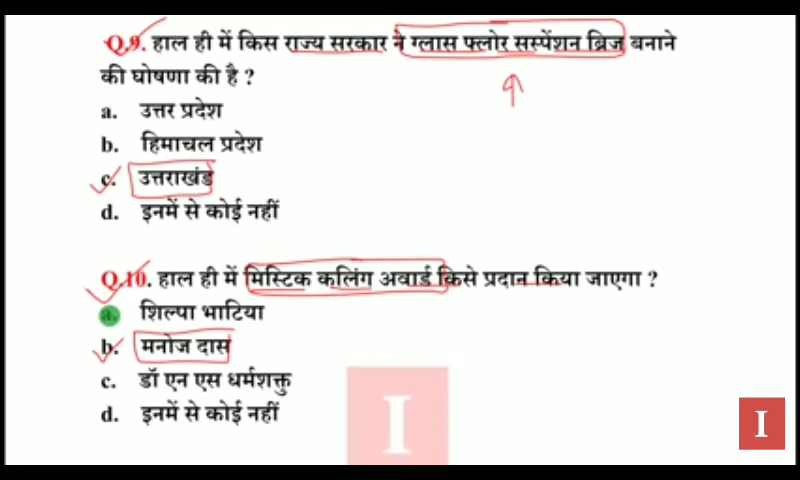 Q.9. हाल ही में किस राज्य सरकार ने ग्लास फ्लोर सस्पेंशन ब्रिज बनाने
की घोषणा की है ?
a. उत्तर प्रदेश
b. हिमाचल प्रदेश
c. उत्तराखंड
d. इनमें से कोई नहीं
Q.10. हाल ही में मिस्टिक कलिंग अवार्ड किसे प्रदान किया जाएगा ?
a. शिल्पा भाटिया
b. मनोज दास
c. डॉ एन एस धर्मशक्तु
d. इनमें से कोई नहीं
I
I